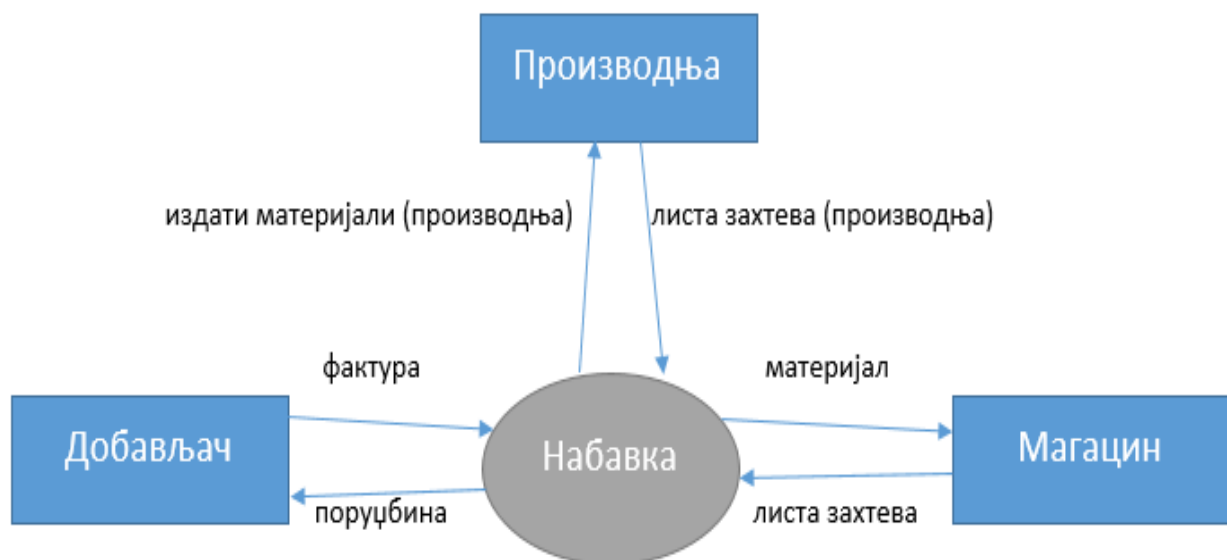 Производња
издати материјали (производња)
листа захтева (производња)
фактура
материјал
Добављач
Набавка
Магацин
поруџбина
листа захтева